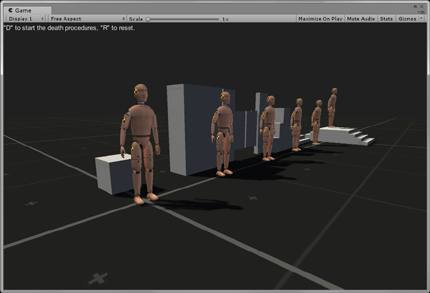 Game
Display 1
Free Aspect
Scale
1x
Maximize On Play
Mute Audio
Stats
Gizmos
"D" to start the death procedures, "R" to reset.